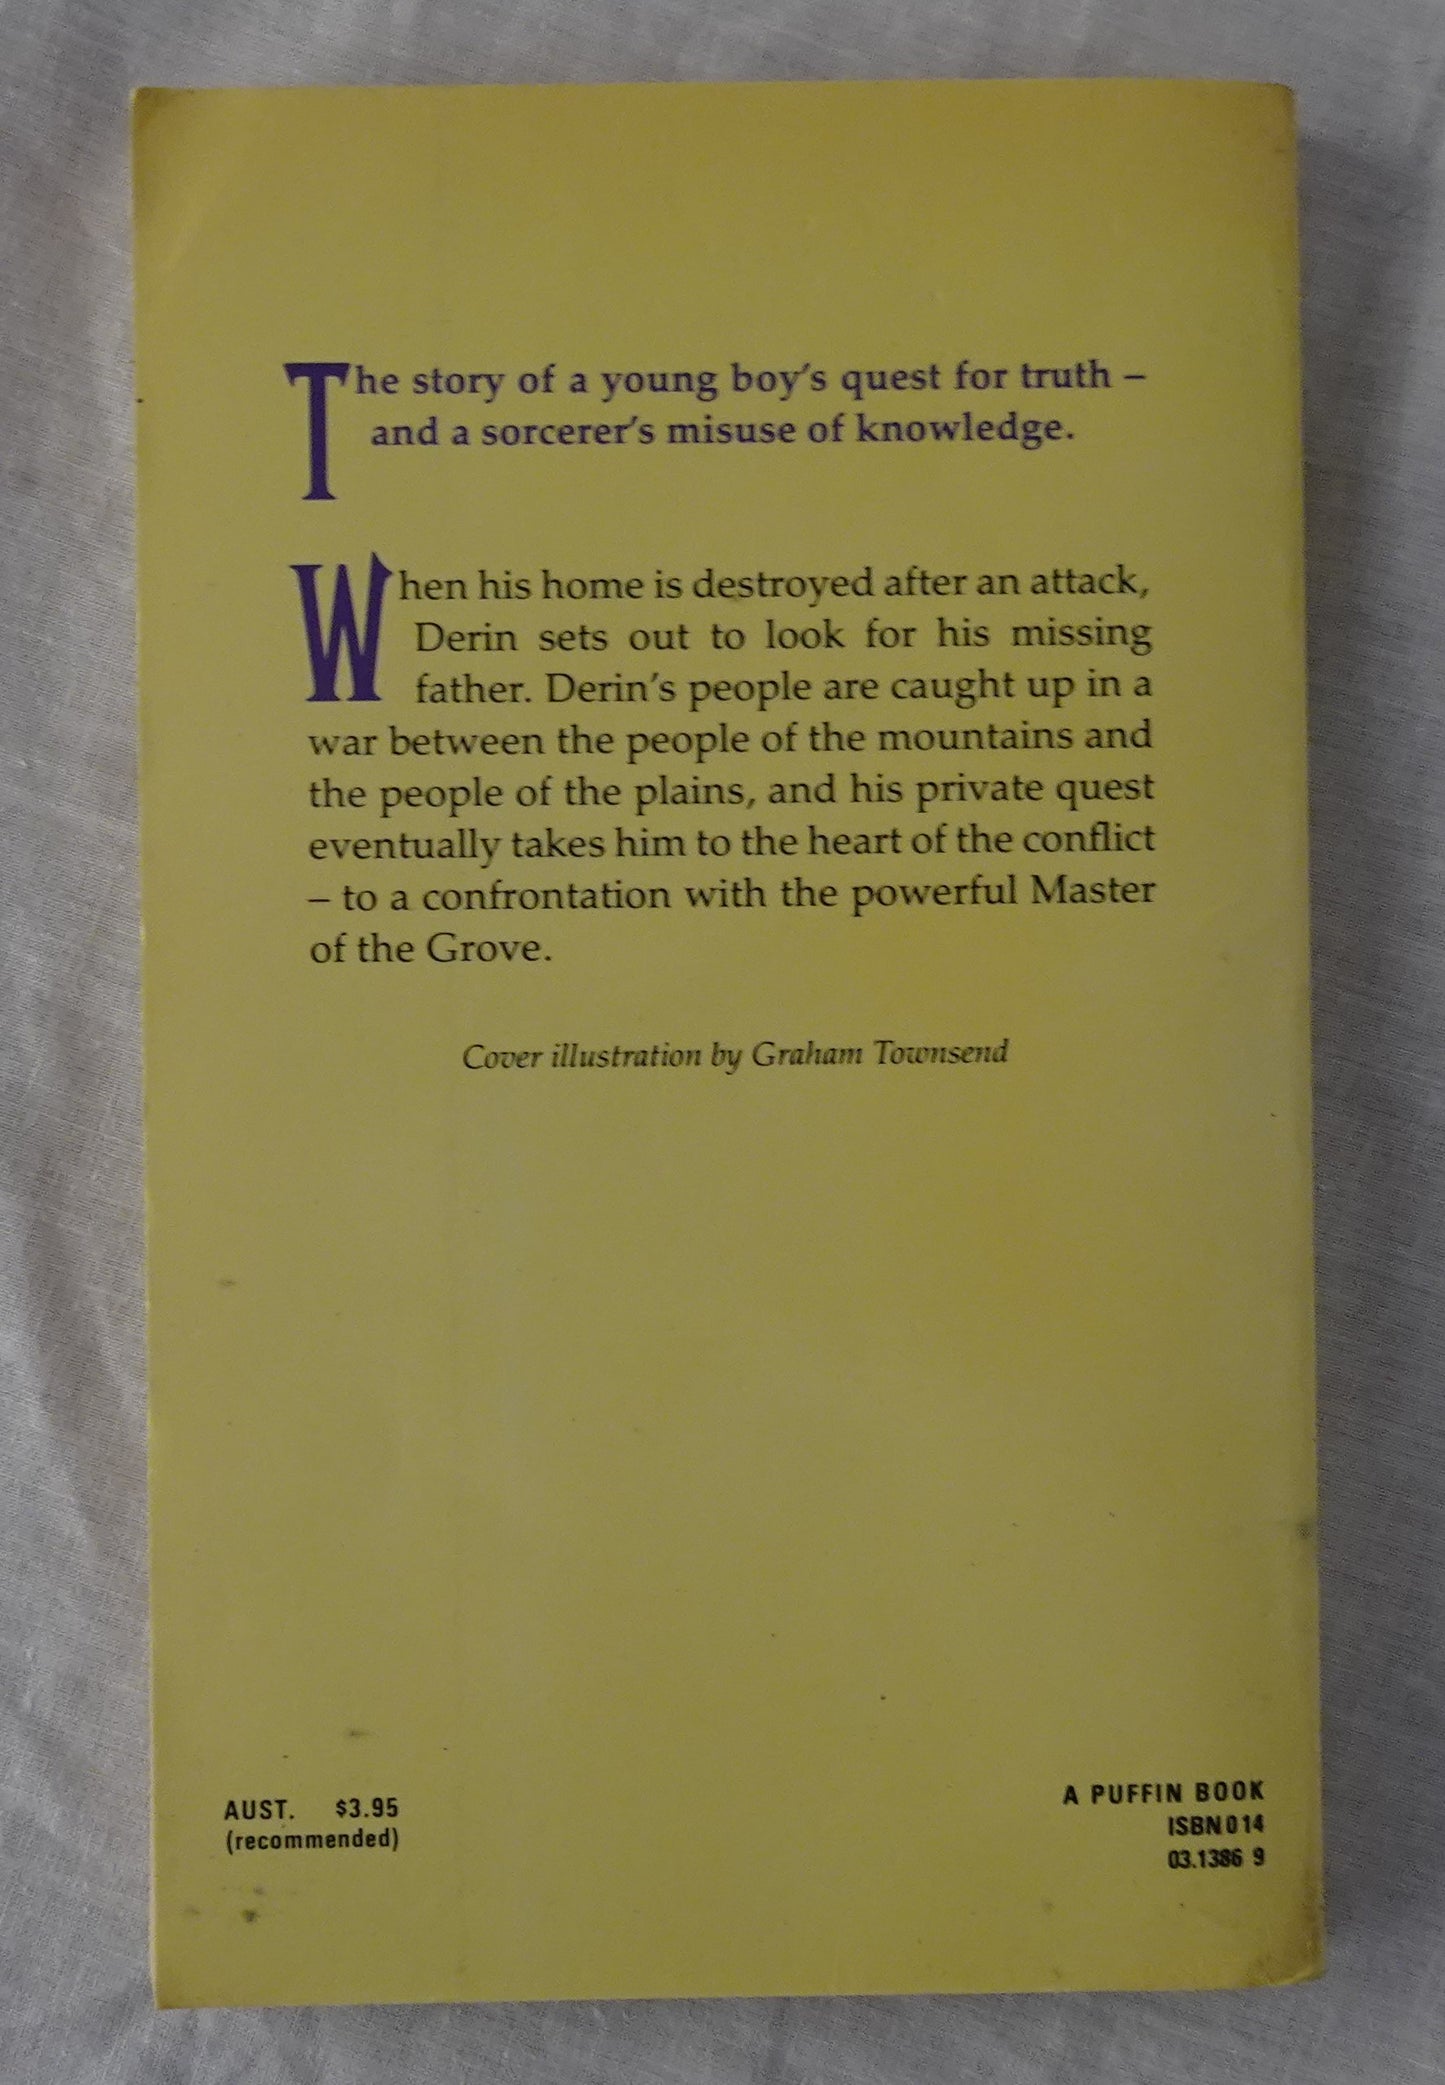 The story of a young boy's quest for truth –
and a sorcerer's misuse of knowledge.
When his home is destroyed after an attack,
Derin sets out to look for his missing
father. Derin's people are caught up in a
war between the people of the mountains and
the people of the plains, and his private quest
eventually takes him to the heart of the conflict
– to a confrontation with the powerful Master
of the Grove.
Cover illustration by Graham Townsend
AUST. $3.95
(recommended)
A PUFFIN BOOK
ISBN 0 14
03.1386 9